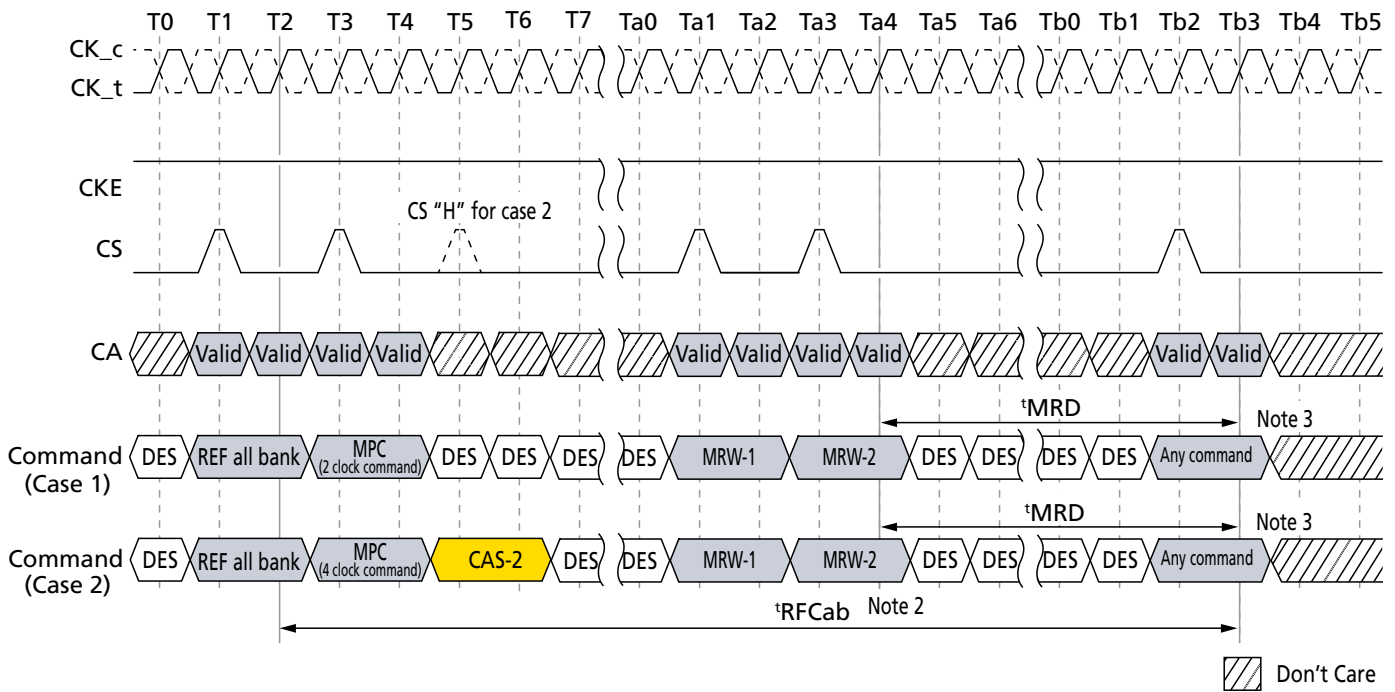 T0 T1 T2 T3 T4 T5 T6 T7 Ta0 Ta1 Ta2 Ta3 Ta4 Ta5 Ta6 Tb0 Tb1 Tb2 Tb3 Tb4 Tb5
CK_c
CK_t
CKE
CS "H" for case 2
CS
CA Valid Valid Valid Valid Valid Valid Valid Valid Valid Valid
tMRD Note 3
Command
(Case 1)
DES REF all bank MPC
(2 clock command)
DES DES DES DES MRW-1 MRW-2 DES DES DES DES Any command
tMRD Note 3
Command
(Case 2)
DES REF all bank MPC
(4 clock command)
CAS-2 DES DES MRW-1 MRW-2 DES DES DES DES Any command
tRFCab Note 2
Don't Care